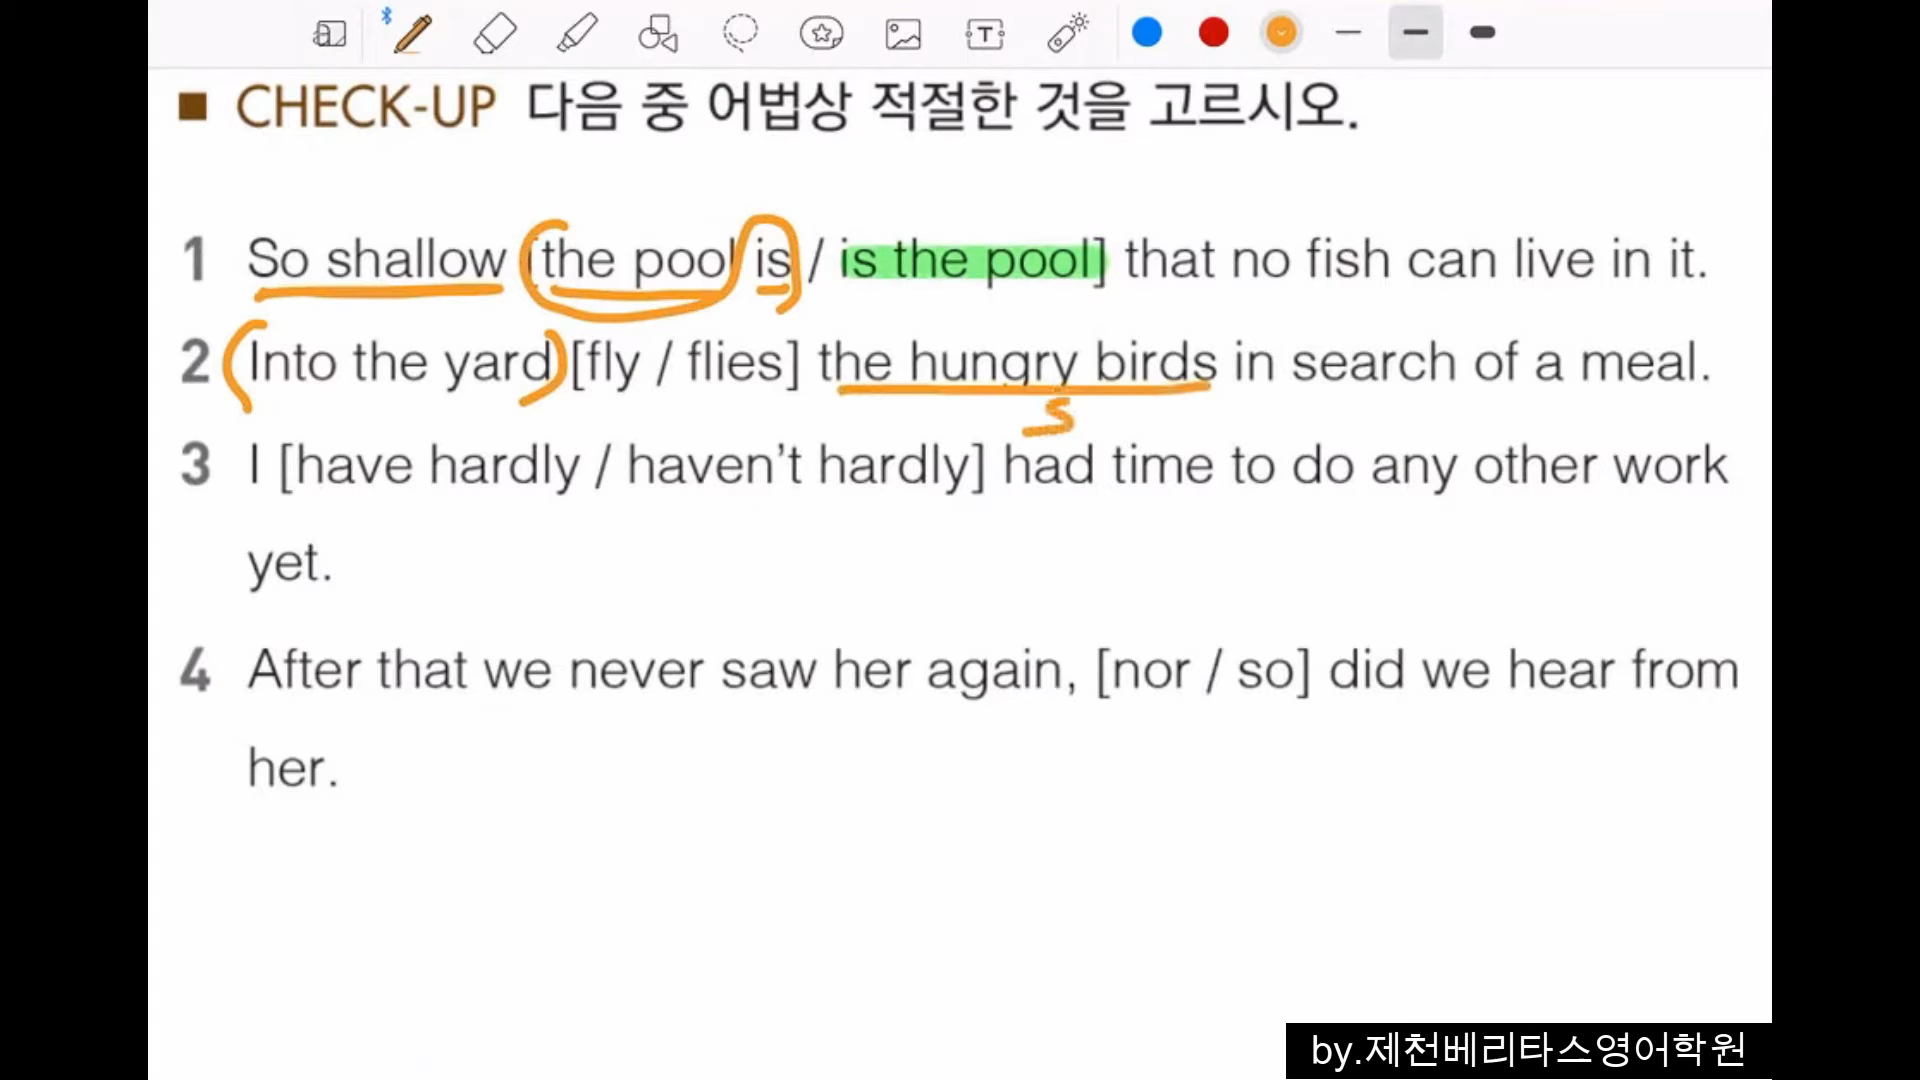 ■ CHECK-UP 다음 중 어법상 적절한 것을 고르시오.
1 So shallow [the pool is / is the pool] that no fish can live in it.
2 Into the yard [fly / flies] the hungry birds in search of a meal.
S
3 I [have hardly / haven't hardly] had time to do any other work
yet.
4 After that we never saw her again, [nor / so] did we hear from
her.
by.제천베리타스영어학원